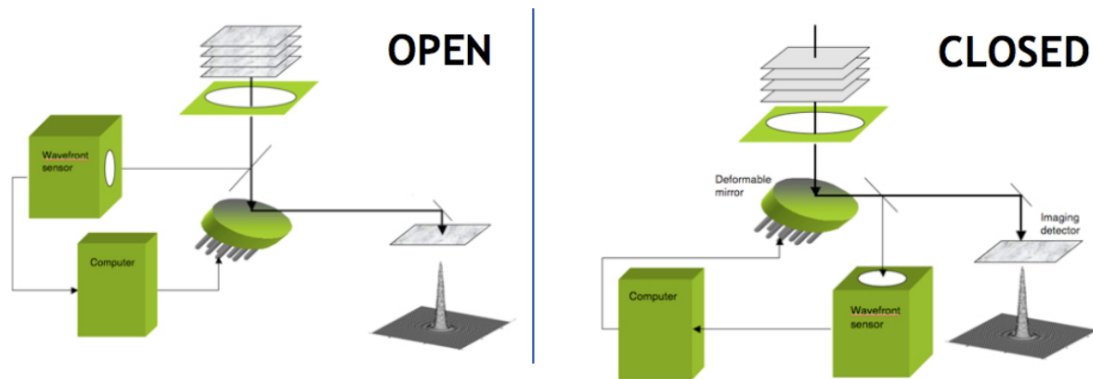 OPEN
Wavefront
sensor
Computer
CLOSED
Deformable
mirror
Imaging
detector
Computer
Wavefront
sensor